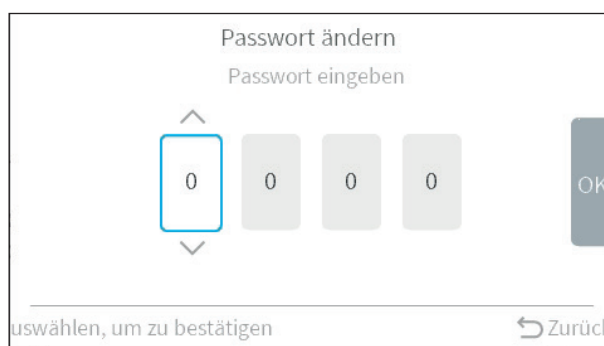 Passwort ändern
Passwort eingeben
0 0 0 0
OK
uswählen, um zu bestätigen Zurück